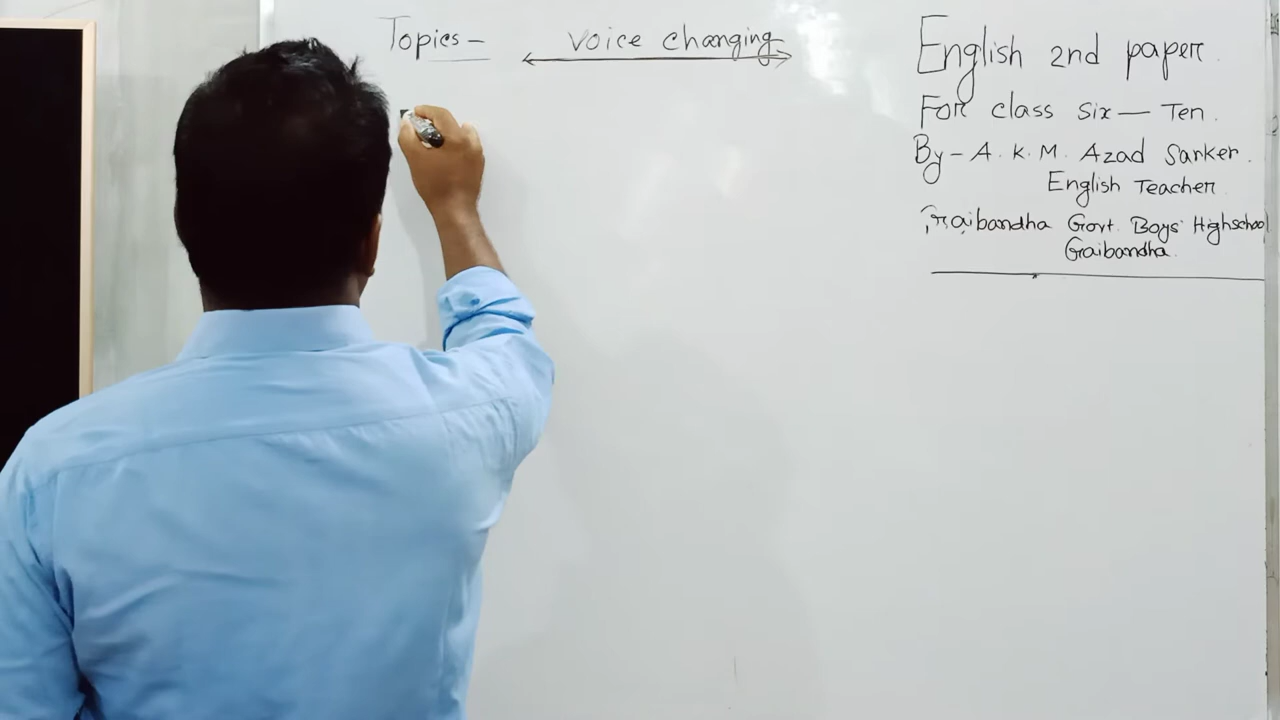 Topics – Voice changing
English 2nd paper.
For class Six — Ten.
By – A. K. M. Azad Sarker.
English Teacher.
Gaibandha Govt. Boys' Highschool
Gaibandha.